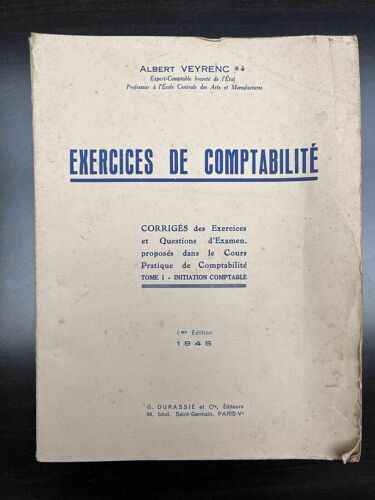 ALBERT VEYRENC
Expert-Comptable breveté de l'État
Professeur à l'École Centrale des Arts et Manufactures
EXERCICES DE COMPTABILITÉ
CORRIGÉS des Exercices
et Questions d'Examen,
proposés dans le Cours
Pratique de Comptabilité
TOME I - INITIATION COMPTABLE
Édition
1945
G. DURASSIÉ et Cie, Éditeurs
64, boul. Saint-Germain, PARIS-Ve